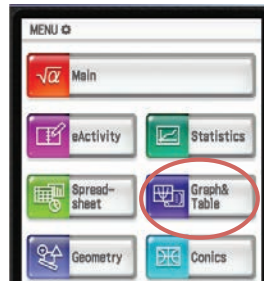 MENU
√α Main
eActivity
Statistics
Spread-
sheet
Graph&
Table
Geometry
Conics